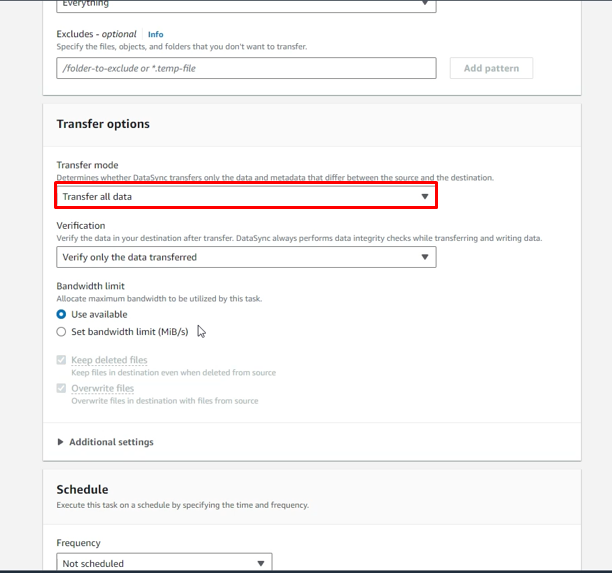 Everything
Excludes - optional Info
Specify the files, objects, and folders that you don't want to transfer.
/folder-to-exclude or *.temp-file
Add pattern
Transfer options
Transfer mode
Determines whether DataSync transfers only the data and metadata that differ between the source and the destination.
Transfer all data
Verification
Verify the data in your destination after transfer. DataSync always performs data integrity checks while transferring and writing data.
Verify only the data transferred
Bandwidth limit
Allocate maximum bandwidth to be utilized by this task.
Use available
Set bandwidth limit (MiB/s)
Keep deleted files
Keep files in destination even when deleted from source
Overwrite files
Overwrite files in destination with files from source
Additional settings
Schedule
Execute this task on a schedule by specifying the time and frequency.
Frequency
Not scheduled